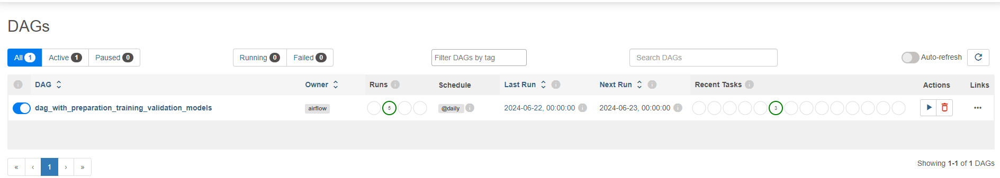 DAGs
All 1 Active 1 Paused 0 Running 0 Failed 0 Filter DAGs by tag Search DAGs Auto-refresh
DAG Owner Runs Schedule Last Run Next Run Recent Tasks Actions Links
dag_with_preparation_training_validation_models airflow 5 @daily 2024-06-22, 00:00:00 2024-06-23, 00:00:00 3
« ‹ 1 › » Showing 1-1 of 1 DAGs